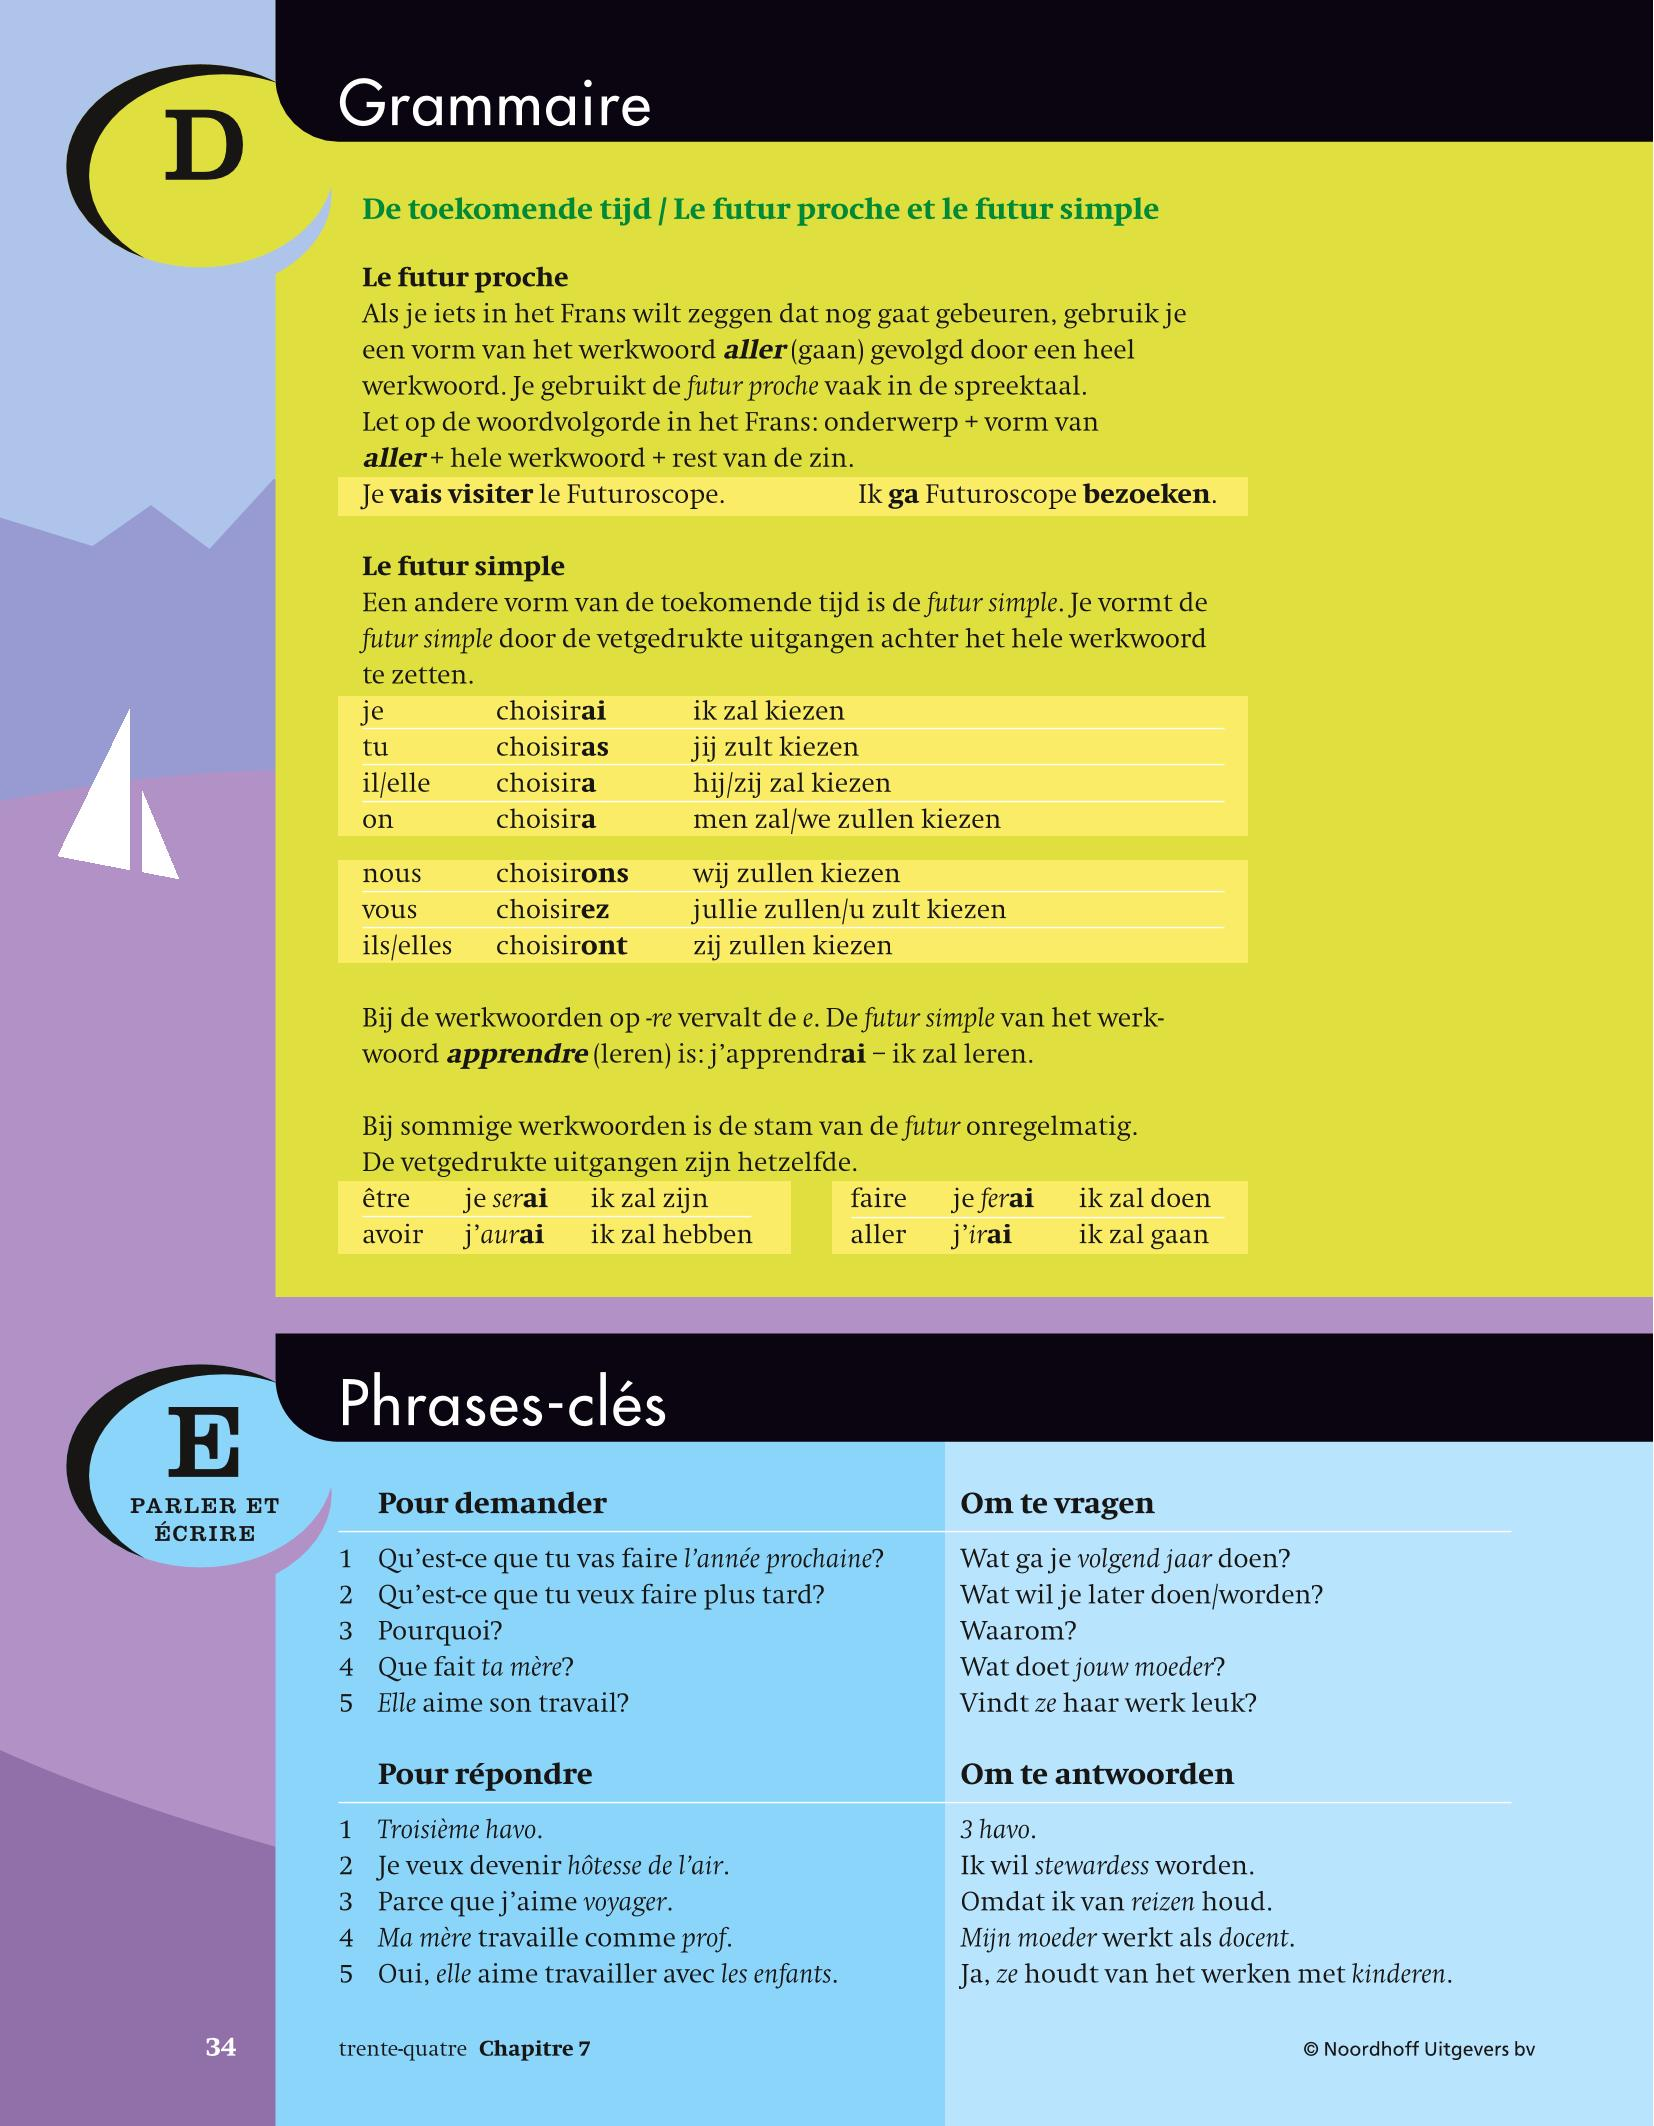 D
Grammaire
De toekomende tijd / Le futur proche et le futur simple
Le futur proche
Als je iets in het Frans wilt zeggen dat nog gaat gebeuren, gebruik je
een vorm van het werkwoord aller (gaan) gevolgd door een heel
werkwoord. Je gebruikt de futur proche vaak in de spreektaal.
Let op de woordvolgorde in het Frans: onderwerp + vorm van
aller + hele werkwoord + rest van de zin.
Je vais visiter le Futuroscope. Ik ga Futuroscope bezoeken.
Le futur simple
Een andere vorm van de toekomende tijd is de futur simple. Je vormt de
futur simple door de vetgedrukte uitgangen achter het hele werkwoord
te zetten.
je choisirai ik zal kiezen
tu choisiras jij zult kiezen
il/elle choisira hij/zij zal kiezen
on choisira men zal/we zullen kiezen
nous choisirons wij zullen kiezen
vous choisirez jullie zullen/u zult kiezen
ils/elles choisiront zij zullen kiezen
Bij de werkwoorden op -re vervalt de e. De futur simple van het werk-
woord apprendre (leren) is: j’apprendrai – ik zal leren.
Bij sommige werkwoorden is de stam van de futur onregelmatig.
De vetgedrukte uitgangen zijn hetzelfde.
être je serai ik zal zijn faire je ferai ik zal doen
avoir j’aurai ik zal hebben aller j’irai ik zal gaan
E
PARLER ET
ÉCRIRE
Phrases-clés
Pour demander Om te vragen
1 Qu’est-ce que tu vas faire l’année prochaine? Wat ga je volgend jaar doen?
2 Qu’est-ce que tu veux faire plus tard? Wat wil je later doen/worden?
3 Pourquoi? Waarom?
4 Que fait ta mère? Wat doet jouw moeder?
5 Elle aime son travail? Vindt ze haar werk leuk?
Pour répondre Om te antwoorden
1 Troisième havo. 3 havo.
2 Je veux devenir hôtesse de l’air. Ik wil stewardess worden.
3 Parce que j’aime voyager. Omdat ik van reizen houd.
4 Ma mère travaille comme prof. Mijn moeder werkt als docent.
5 Oui, elle aime travailler avec les enfants. Ja, ze houdt van het werken met kinderen.
34 trente-quatre Chapitre 7 © Noordhoff Uitgevers bv